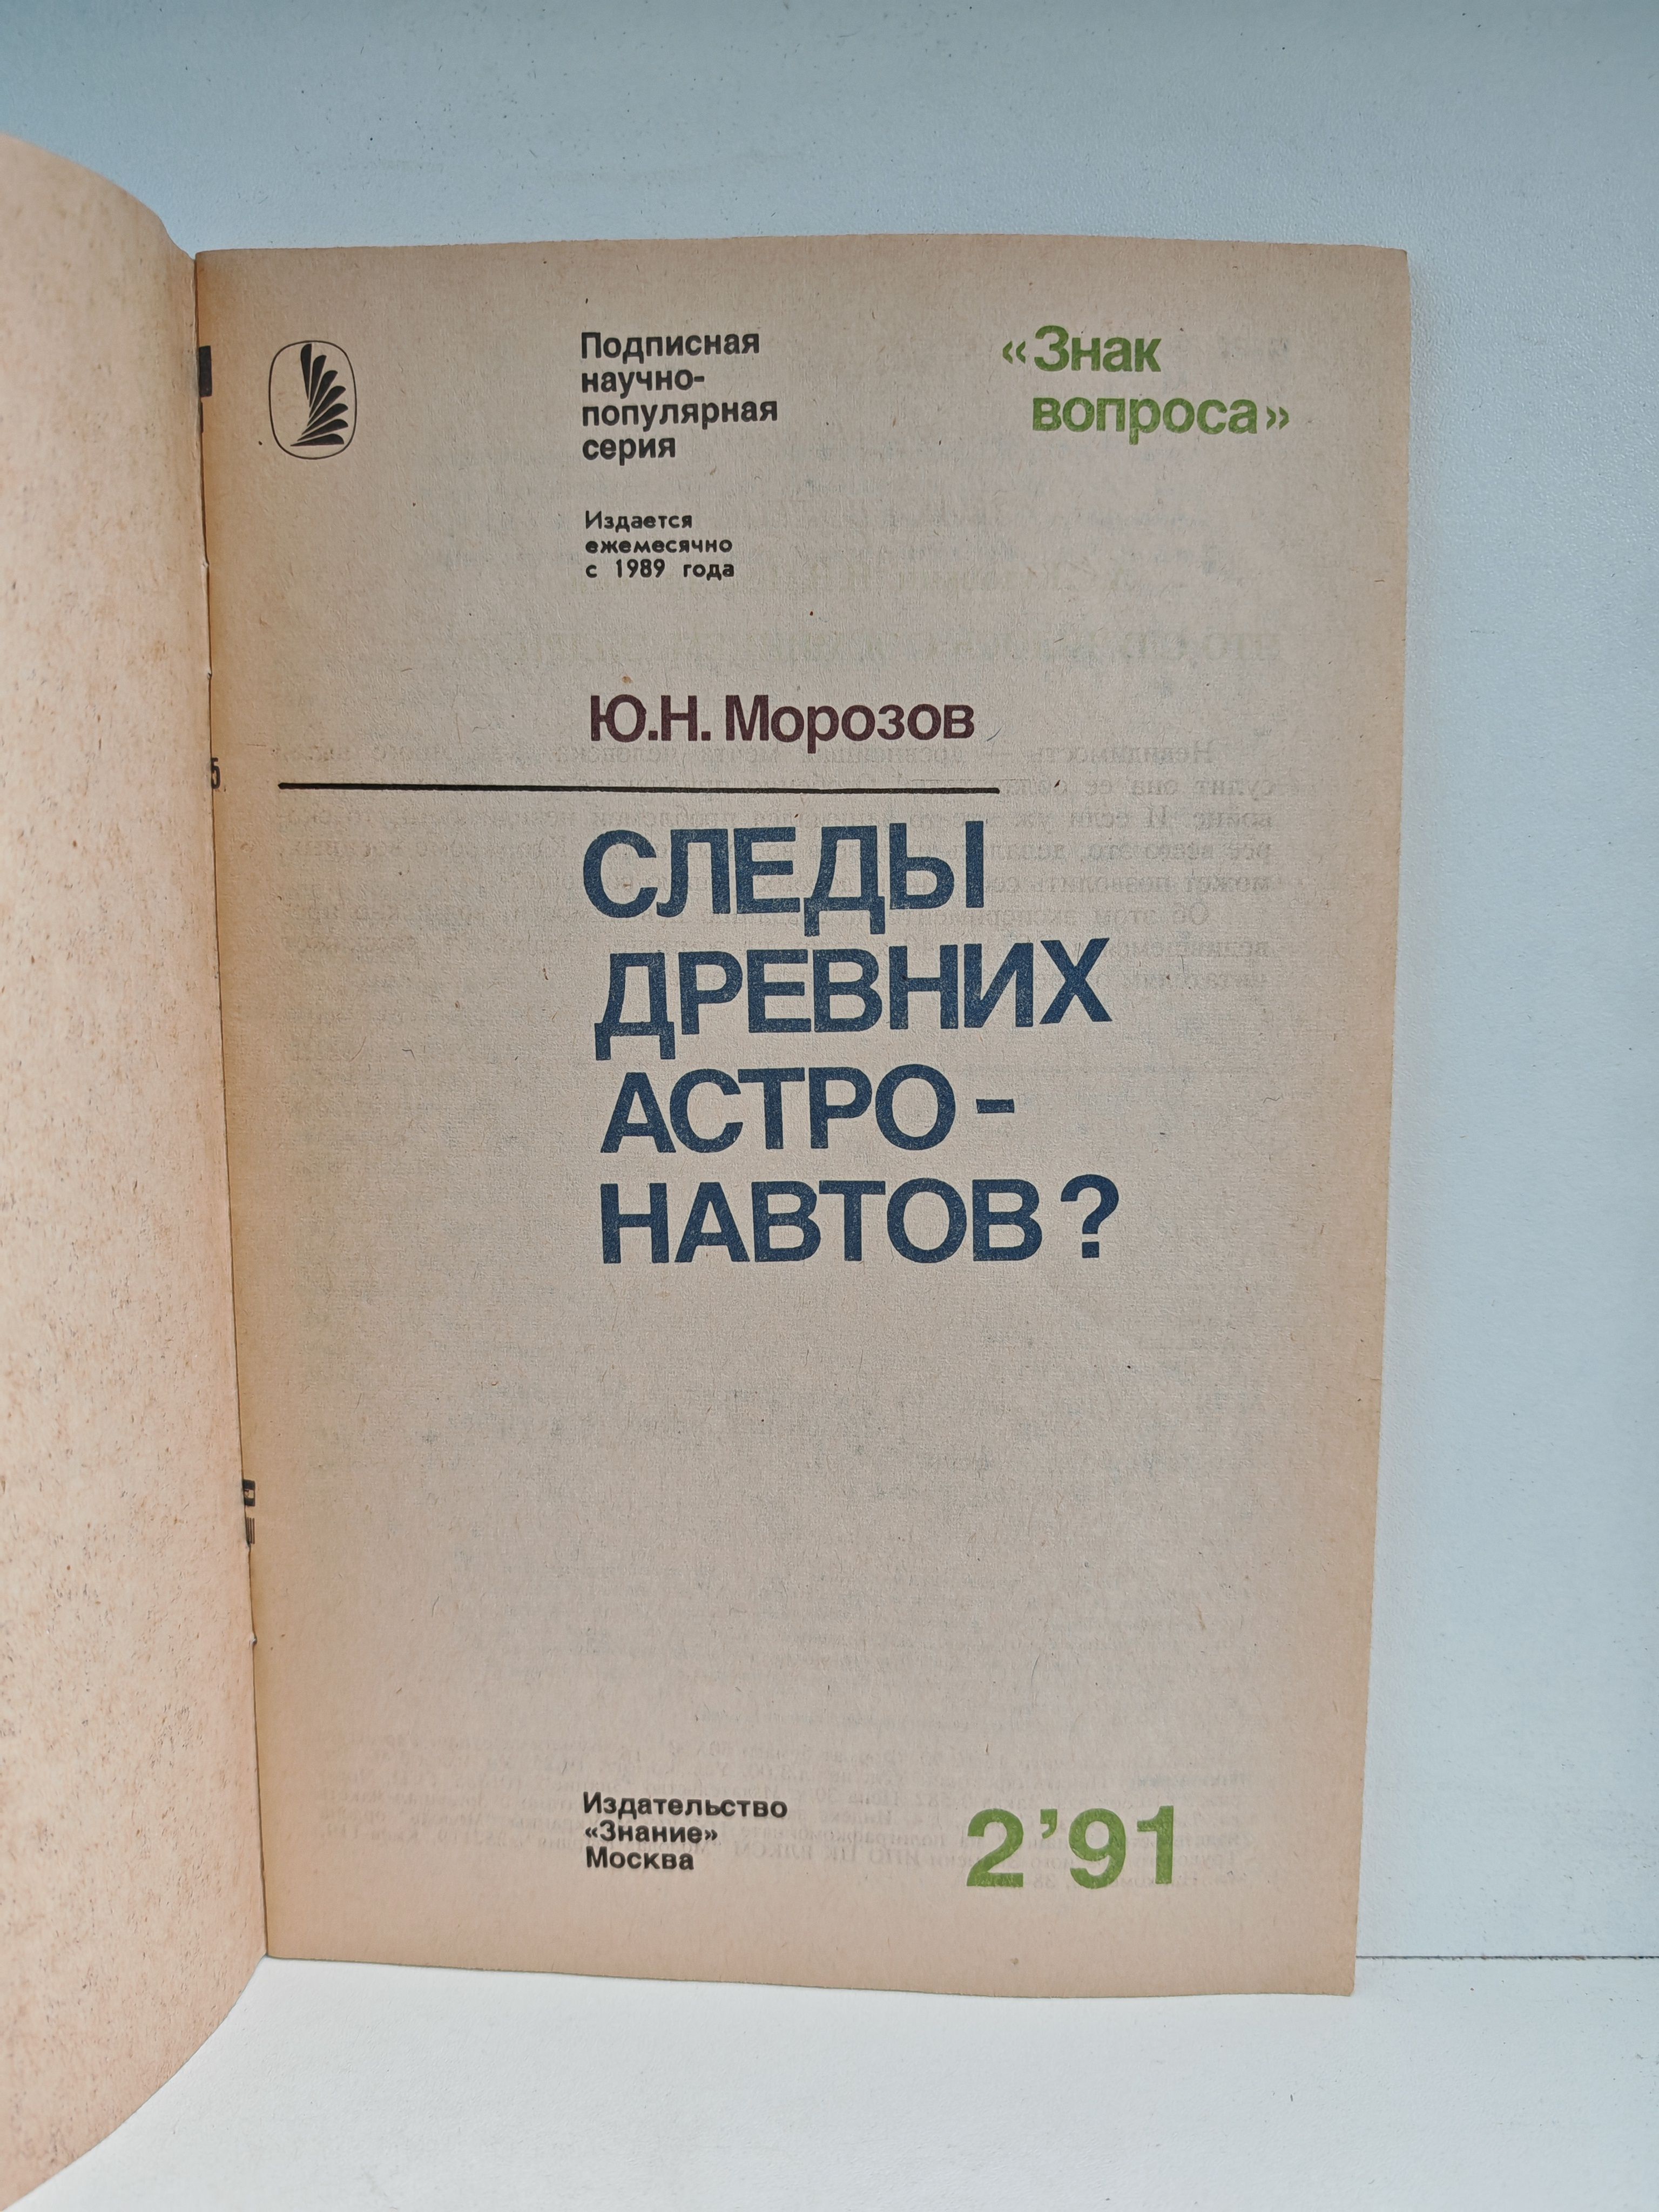 Подписная
научно-
популярная
серия
«Знак
вопроса»
Издается
ежемесячно
с 1989 года
Ю.Н. Морозов
СЛЕДЫ
ДРЕВНИХ
АСТРО-
НАВТОВ?
Издательство
«Знание»
Москва
2’91